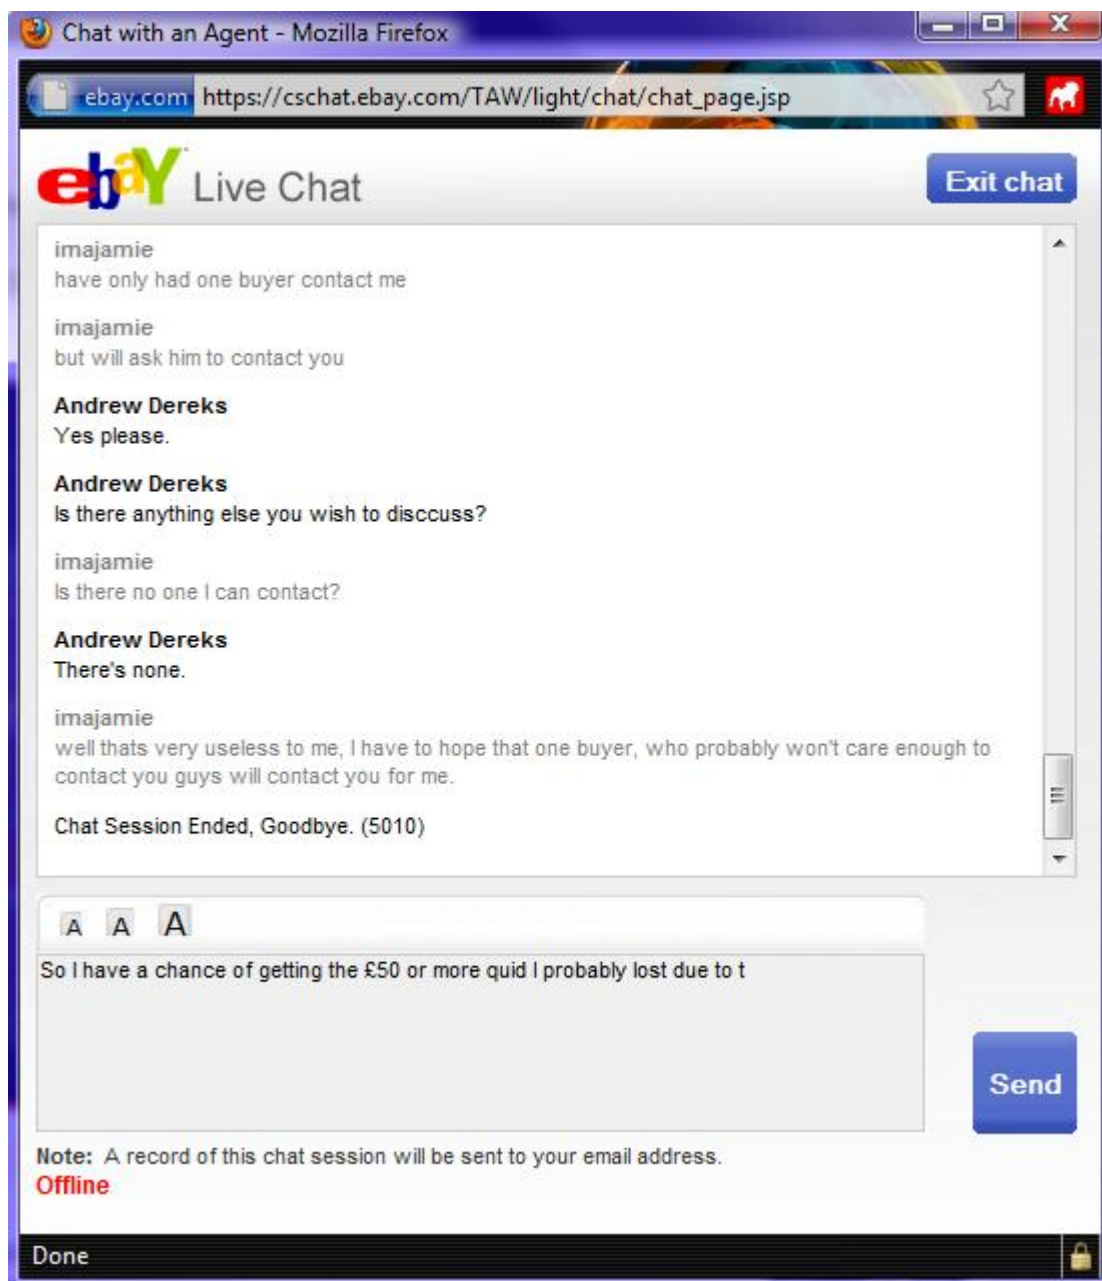 Chat with an Agent - Mozilla Firefox
ebay.com https://cschat.ebay.com/TAW/light/chat/chat_page.jsp
ebay Live Chat
Exit chat
imajamie
have only had one buyer contact me
imajamie
but will ask him to contact you
Andrew Dereks
Yes please.
Andrew Dereks
Is there anything else you wish to disccuss?
imajamie
Is there no one I can contact?
Andrew Dereks
There's none.
imajamie
well thats very useless to me, I have to hope that one buyer, who probably won't care enough to
contact you guys will contact you for me.
Chat Session Ended, Goodbye. (5010)
A A A
So I have a chance of getting the £50 or more quid I probably lost due to t
Send
Note: A record of this chat session will be sent to your email address.
Offline
Done